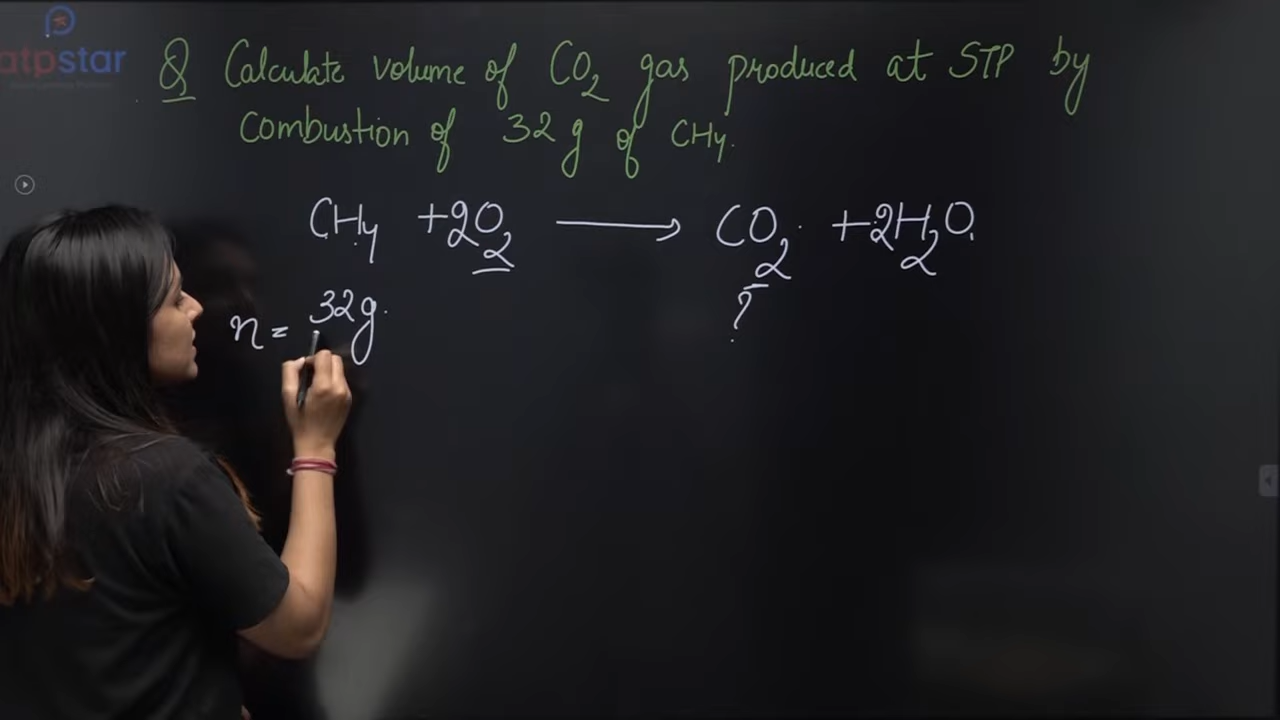 atpstar
Q Calculate volume of CO₂ gas produced at STP by
Combustion of 32g of CH₄.
CH₄ + 2O₂ ⟶ CO₂ + 2H₂O
n = 32g
?